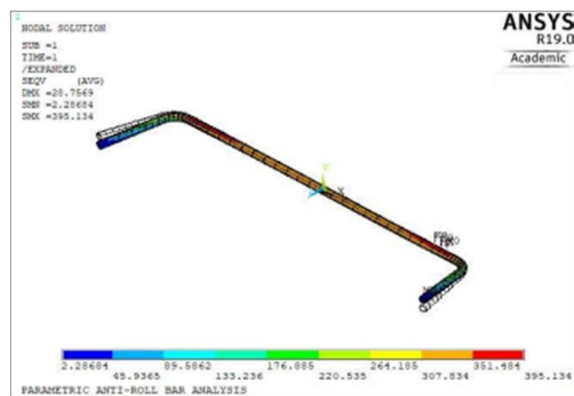 1
NODAL SOLUTION
SUB =1
TIME=1
/EXPANDED
SEQV (AVG)
DMX =28.7569
SMN =2.28684
SMX =395.134
ANSYS
R19.0
Academic
Y
X
2.28684 89.5862 176.885 264.185 351.484
45.9365 133.236 220.535 307.834 395.134
PARAMETRIC ANTI-ROLL BAR ANALYSIS